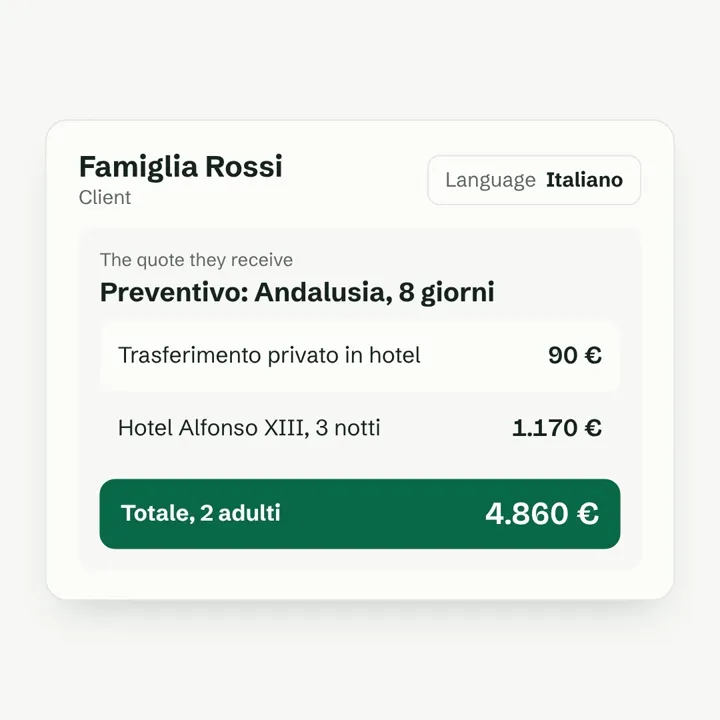 Famiglia Rossi
Client
Language Italiano
The quote they receive
Preventivo: Andalusia, 8 giorni
Trasferimento privato in hotel 90 €
Hotel Alfonso XIII, 3 notti 1.170 €
Totale, 2 adulti 4.860 €